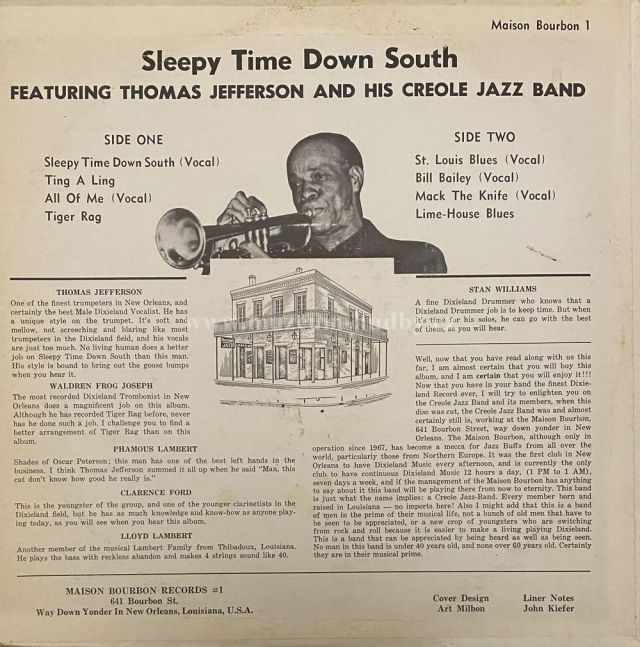 Maison Bourbon 1
Sleepy Time Down South
FEATURING THOMAS JEFFERSON AND HIS CREOLE JAZZ BAND
SIDE ONE
Sleepy Time Down South (Vocal)
Ting A Ling
All Of Me (Vocal)
Tiger Rag
SIDE TWO
St. Louis Blues (Vocal)
Bill Bailey (Vocal)
Mack The Knife (Vocal)
Lime-House Blues
THOMAS JEFFERSON
One of the finest trumpeters in New Orleans, and
certainly the best Male Dixieland Vocalist. He has
a unique style on the trumpet. It's soft and
mellow, not screeching and blaring like most
trumpeters in the Dixieland field, and his vocals
are just too much. No living human does a better
job on Sleepy Time Down South than this man.
His style is bound to bring out the goose bumps
when you hear it.
WALDREN FROG JOSEPH
The most recorded Dixieland Trombonist in New
Orleans does a magnificent job on this album.
Although he has recorded Tiger Rag before, never
has he done such a job. I challenge you to find a
better arrangement of Tiger Rag than on this
album.
PHAMOUS LAMBERT
Shades of Oscar Peterson; this man has one of the best left hands in the
business. I think Thomas Jefferson summed it all up when he said "Man, this
cat don't know how good he really is."
CLARENCE FORD
This is the youngster of the group, and one of the younger clarinetists in the
Dixieland field, but he has as much knowledge and know-how as anyone play-
ing today, as you will see when you hear this album.
LLOYD LAMBERT
Another member of the musical Lambert Family from Thibadoux, Louisiana.
He plays the bass with reckless abandon and makes 4 strings sound like 40.
STAN WILLIAMS
A fine Dixieland Drummer who knows that a
Dixieland Drummer job is to keep time. But when
it's time for his solos, he can go with the best
of them, as you will hear.
Well, now that you have read along with us this
far, I am almost certain that you will buy this
album, and I am certain that you will enjoy it!!!
Now that you have in your hand the finest Dixie-
land Record ever, I will try to enlighten you on
the Creole Jazz Band and its members, when this
disc was cut, the Creole Jazz Band was and almost
certainly still is, working at the Maison Bourbon,
641 Bourbon Street, way down yonder in New
Orleans. The Maison Bourbon, although only in
operation since 1967, has become a mocca for Jazz Buffs from all over the
world, particularly those from Northern Europe. It was the first club in New
Orleans to have Dixieland Music every afternoon, and is currently the only
club to have continuous Dixieland Music 12 hours a day, (1 PM to 1 AM),
seven days a week, and if the management of the Maison Bourbon has anything
to say about it this band will be playing there from now to eternity. This band
is just what the name implies: a Creole Jazz-Band. Every member born and
raised in Louisiana — no imports here! Also I might add that this is a band
of men in the prime of their musical life, not a bunch of old men that have to
be seen to be appreciated, or a new crop of youngsters who are switching
from rock and roll because it is easier to make a living playing Dixieland.
This is a band that can be appreciated by being heard as well as being seen.
No man in this band is under 40 years old, and none over 60 years old. Certainly
they are in their musical prime.
MAISON BOURBON RECORDS #1
641 Bourbon St.
Way Down Yonder In New Orleans, Louisiana, U.S.A.
Cover Design
Art Milbon
Liner Notes
John Kiefer